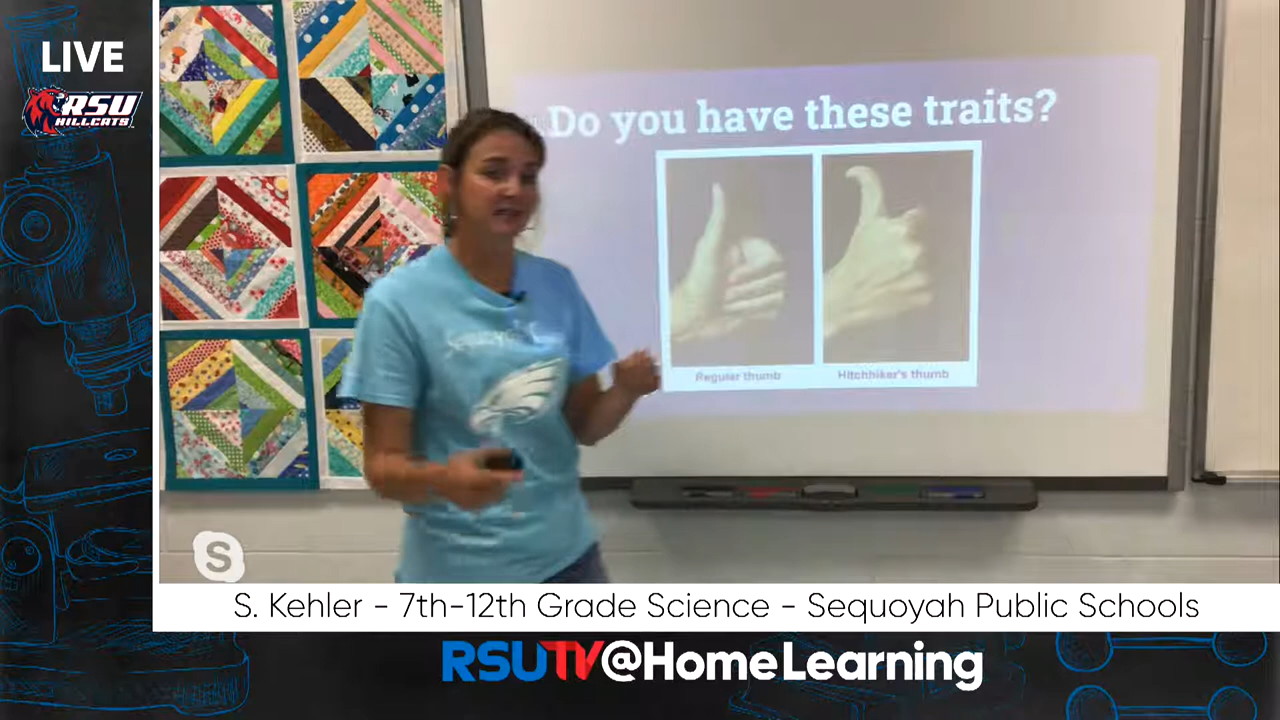 LIVE
RSU
HILLCATS
Do you have these traits?
Regular thumb
Hitchhiker's thumb
S
S. Kehler - 7th-12th Grade Science - Sequoyah Public Schools
RSUTV@HomeLearning